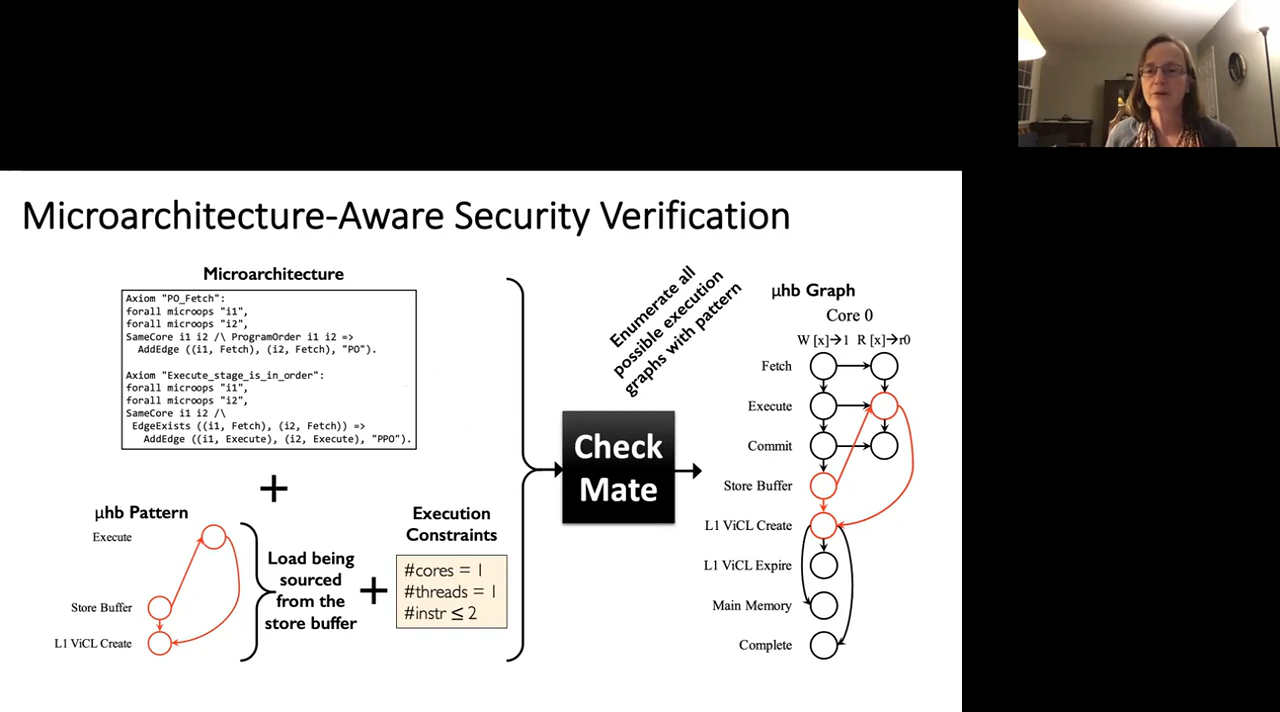 Microarchitecture-Aware Security Verification
Microarchitecture
Axiom "PO_Fetch":
forall microops "i1",
forall microops "i2",
SameCore i1 i2 /\ ProgramOrder i1 i2 =>
AddEdge ((i1, Fetch), (i2, Fetch), "PO").
Axiom "Execute_stage_is_in_order":
forall microops "i1",
forall microops "i2",
SameCore i1 i2 /\
EdgeExists ((i1, Fetch), (i2, Fetch)) =>
AddEdge ((i1, Execute), (i2, Execute), "PPO").
+
μhb Pattern
Execute
Store Buffer
L1 ViCL Create
Load being
sourced
from the
store buffer
+
Execution
Constraints
#cores = 1
#threads = 1
#instr ≤ 2
Enumerate all
possible execution
graphs with pattern
Check
Mate
μhb Graph
Core 0
W [x]→1 R [x]→r0
Fetch
Execute
Commit
Store Buffer
L1 ViCL Create
L1 ViCL Expire
Main Memory
Complete